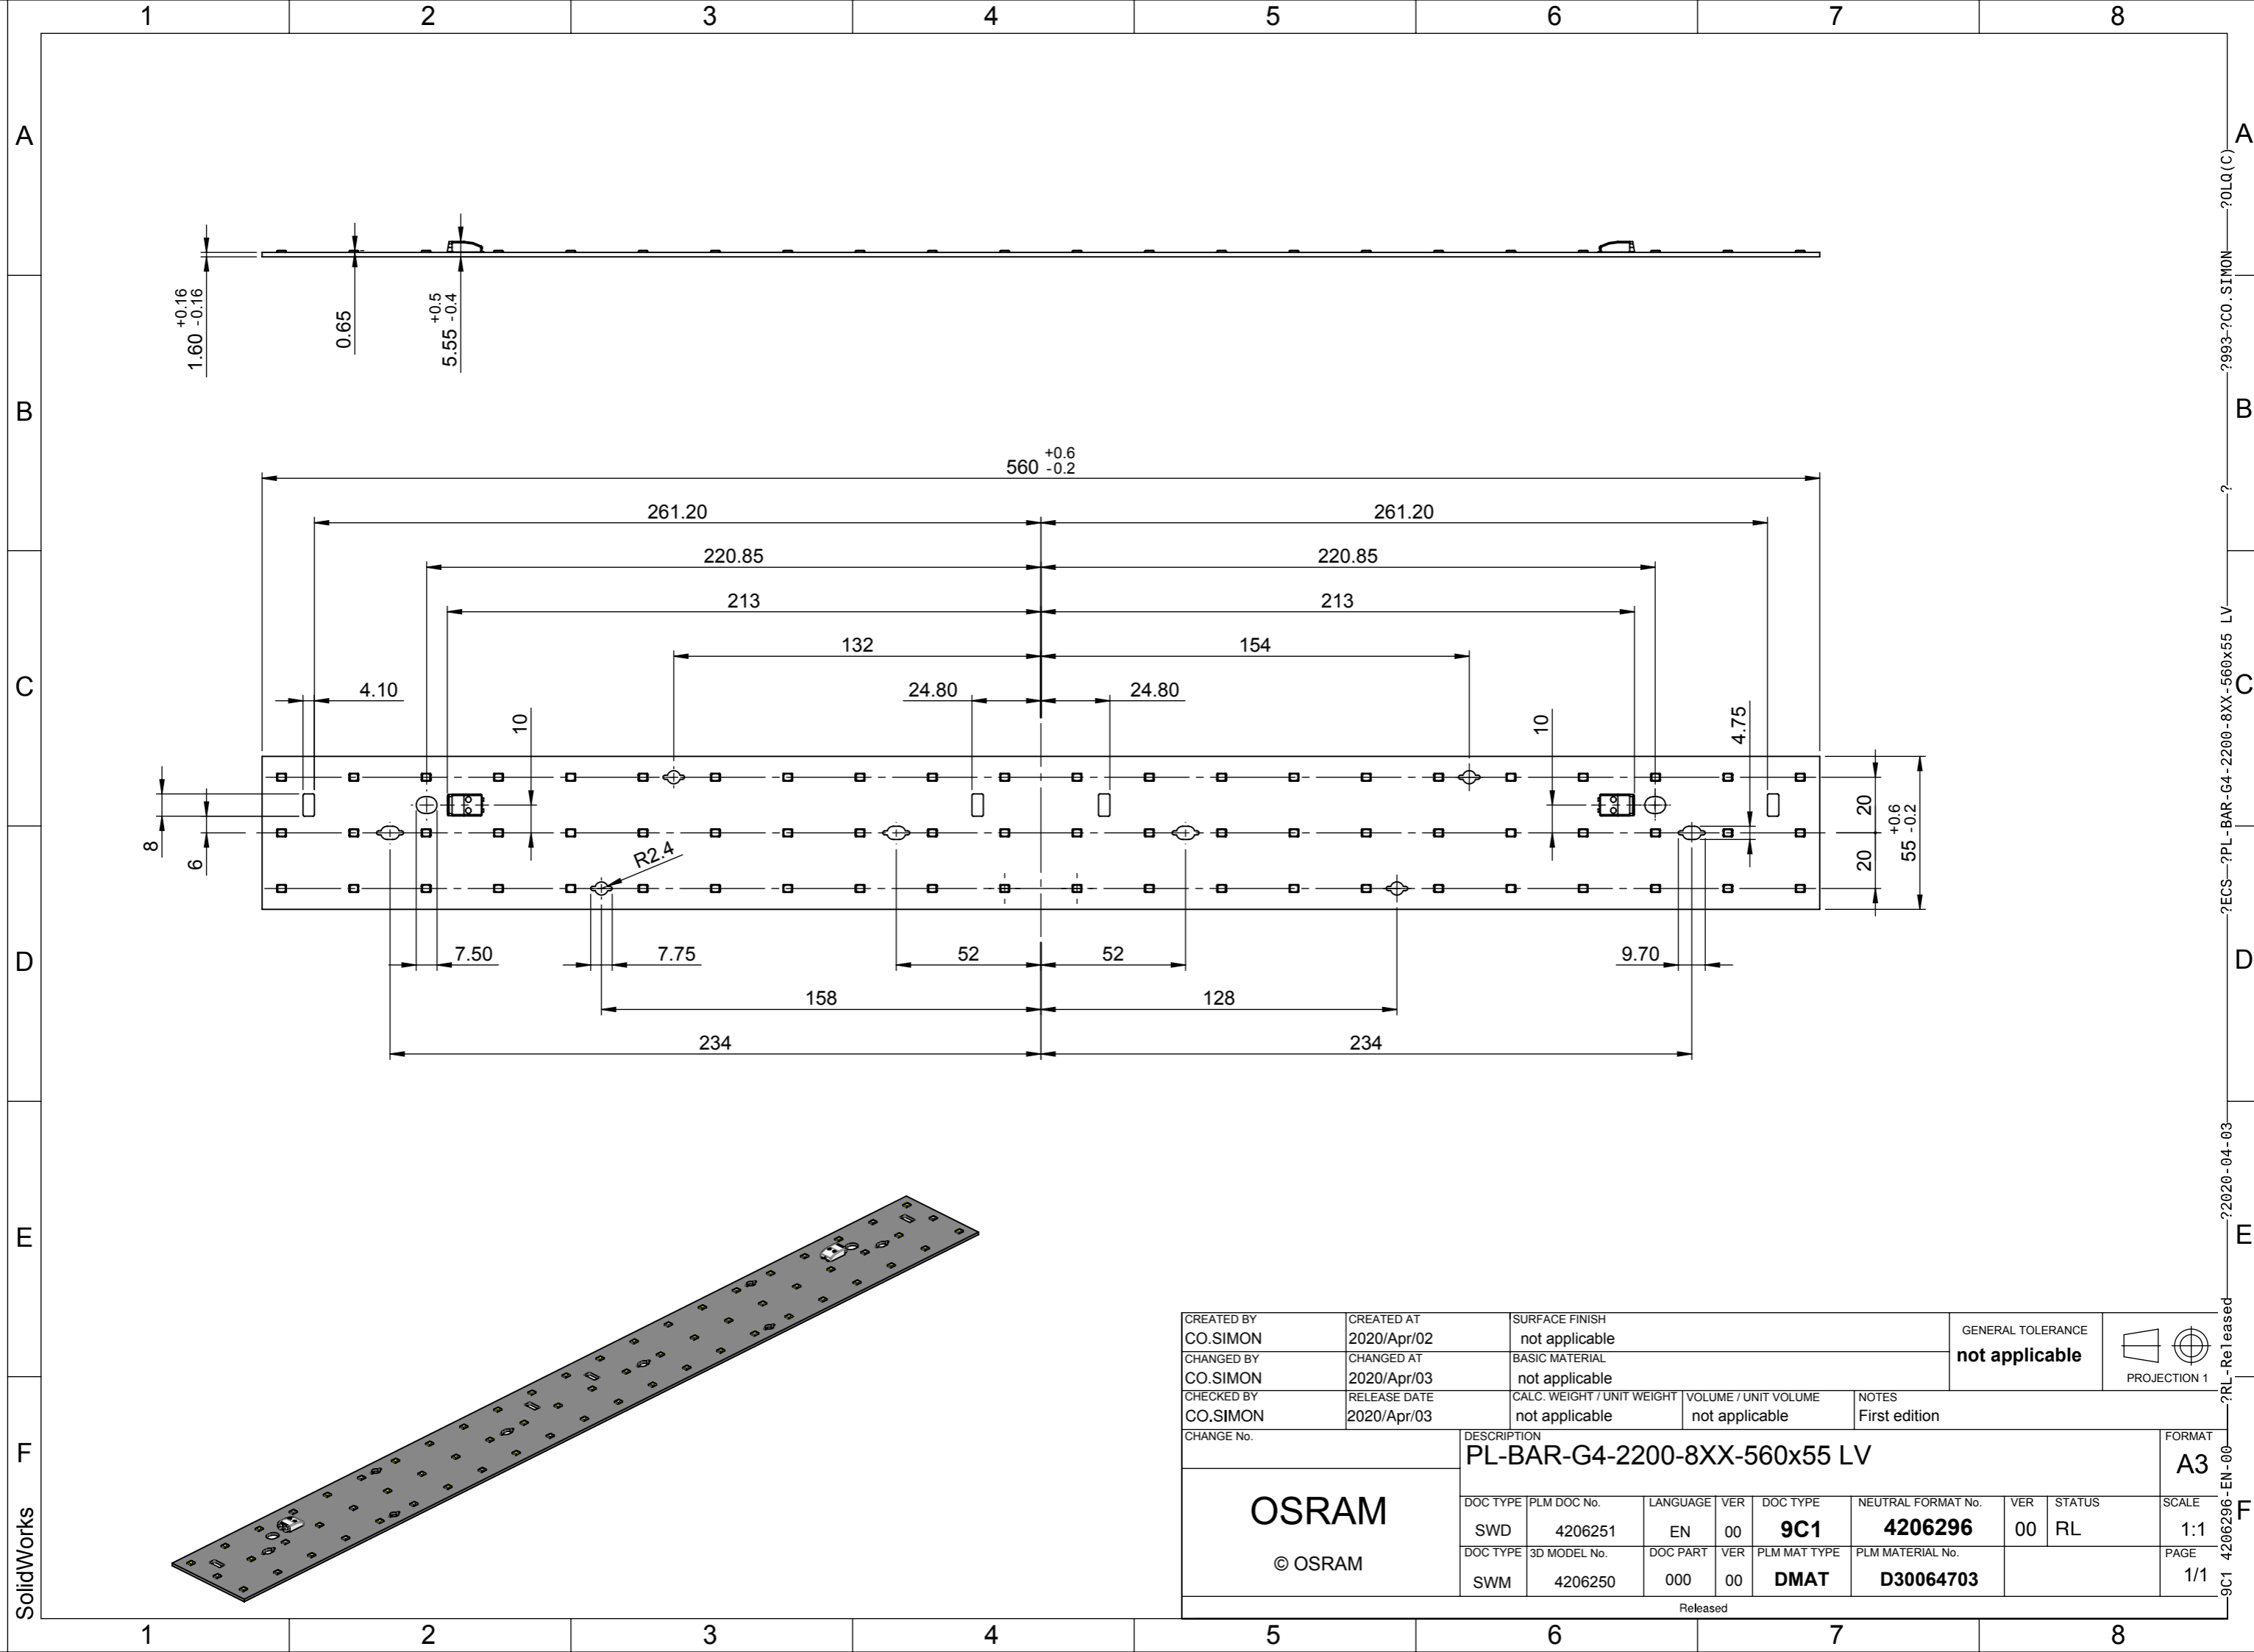 1 2 3 4 5 6 7 8
A A
B B
C C
D D
E E
F F
1.60 +0.16 -0.16
0.65
5.55 +0.5 -0.4
560 +0.6 -0.2
261.20 261.20
220.85 220.85
213 213
132 154
4.10 24.80 24.80
10 10 4.75
8 6
R2.4
20 20
55 +0.6 -0.2
7.50 7.75 52 52 9.70
158 128
234 234
CREATED BY CREATED AT SURFACE FINISH GENERAL TOLERANCE
CO.SIMON 2020/Apr/02 not applicable not applicable
CHANGED BY CHANGED AT BASIC MATERIAL
CO.SIMON 2020/Apr/03 not applicable PROJECTION 1
CHECKED BY RELEASE DATE CALC. WEIGHT / UNIT WEIGHT VOLUME / UNIT VOLUME NOTES
CO.SIMON 2020/Apr/03 not applicable not applicable First edition
CHANGE No. DESCRIPTION FORMAT
PL-BAR-G4-2200-8XX-560x55 LV A3
OSRAM
© OSRAM
DOC TYPE PLM DOC No. LANGUAGE VER DOC TYPE NEUTRAL FORMAT No. VER STATUS SCALE
SWD 4206251 EN 00 9C1 4206296 00 RL 1:1
DOC TYPE 3D MODEL No. DOC PART VER PLM MAT TYPE PLM MATERIAL No. PAGE
SWM 4206250 000 00 DMAT D30064703 1/1
Released
SolidWorks
9C1 4206296-EN-00 ?RL-Released ?2020-04-03 ?ECS ?PL-BAR-G4-2200-8XX-560x55 LV ? ?993-?CO.SIMON ?OLQ(C)
1 2 3 4 5 6 7 8